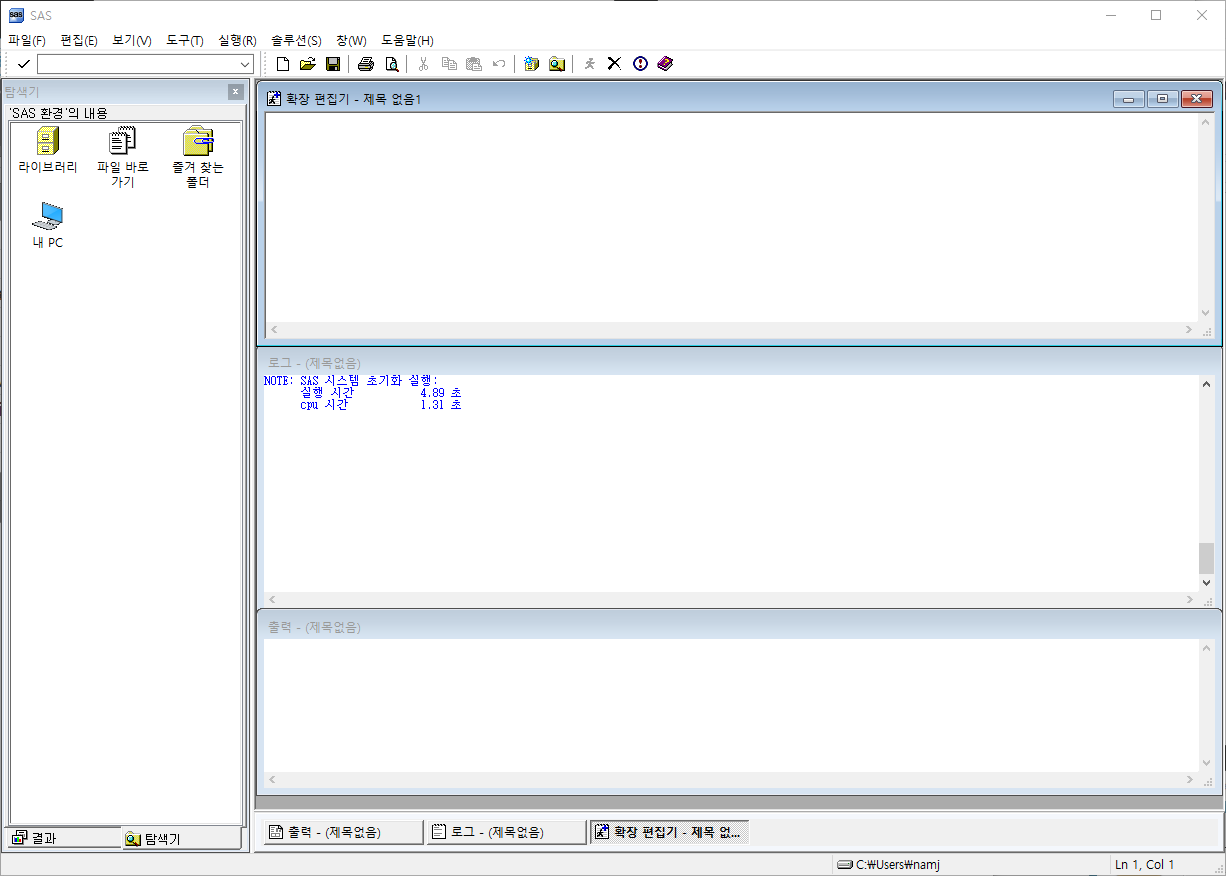 sas SAS
파일(F) 편집(E) 보기(V) 도구(T) 실행(R) 솔루션(S) 창(W) 도움말(H)
탐색기
'SAS 환경'의 내용
라이브러리
파일 바로
가기
즐겨 찾는
폴더
내 PC
확장 편집기 - 제목 없음1
로그 - (제목없음)
NOTE: SAS 시스템 초기화 실행:
실행 시간 4.89 초
cpu 시간 1.31 초
출력 - (제목없음)
결과 탐색기
출력 - (제목없음) 로그 - (제목없음) 확장 편집기 - 제목 없...
C:₩Users₩namj Ln 1, Col 1